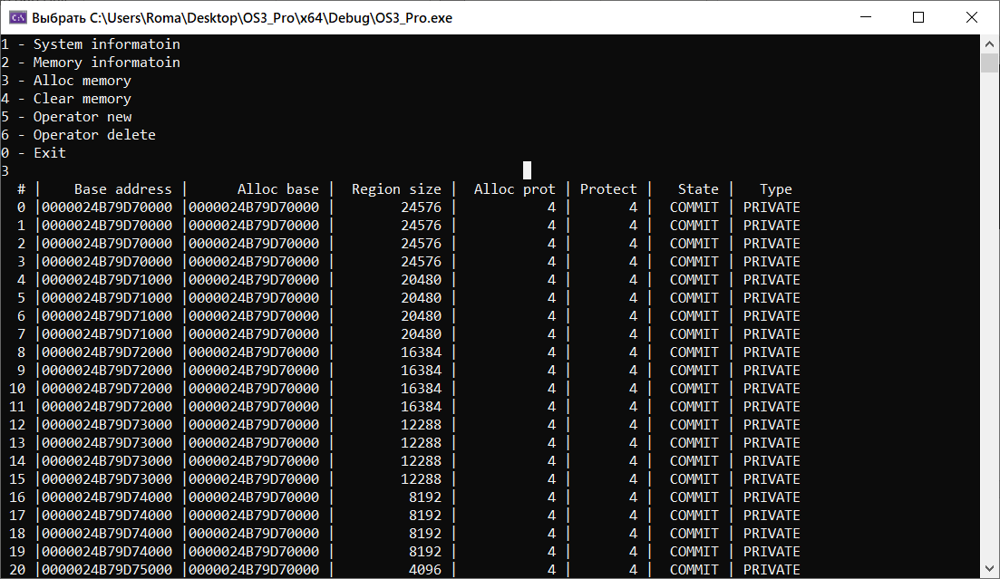 Выбрать C:\Users\Roma\Desktop\OS3_Pro\x64\Debug\OS3_Pro.exe
1 - System informatoin
2 - Memory informatoin
3 - Alloc memory
4 - Clear memory
5 - Operator new
6 - Operator delete
0 - Exit
3
# | Base address | Alloc base | Region size | Alloc prot | Protect | State | Type
0 |0000024B79D70000 |0000024B79D70000 | 24576 | 4 | 4 | COMMIT | PRIVATE
1 |0000024B79D70000 |0000024B79D70000 | 24576 | 4 | 4 | COMMIT | PRIVATE
2 |0000024B79D70000 |0000024B79D70000 | 24576 | 4 | 4 | COMMIT | PRIVATE
3 |0000024B79D70000 |0000024B79D70000 | 24576 | 4 | 4 | COMMIT | PRIVATE
4 |0000024B79D71000 |0000024B79D70000 | 20480 | 4 | 4 | COMMIT | PRIVATE
5 |0000024B79D71000 |0000024B79D70000 | 20480 | 4 | 4 | COMMIT | PRIVATE
6 |0000024B79D71000 |0000024B79D70000 | 20480 | 4 | 4 | COMMIT | PRIVATE
7 |0000024B79D71000 |0000024B79D70000 | 20480 | 4 | 4 | COMMIT | PRIVATE
8 |0000024B79D72000 |0000024B79D70000 | 16384 | 4 | 4 | COMMIT | PRIVATE
9 |0000024B79D72000 |0000024B79D70000 | 16384 | 4 | 4 | COMMIT | PRIVATE
10 |0000024B79D72000 |0000024B79D70000 | 16384 | 4 | 4 | COMMIT | PRIVATE
11 |0000024B79D72000 |0000024B79D70000 | 16384 | 4 | 4 | COMMIT | PRIVATE
12 |0000024B79D73000 |0000024B79D70000 | 12288 | 4 | 4 | COMMIT | PRIVATE
13 |0000024B79D73000 |0000024B79D70000 | 12288 | 4 | 4 | COMMIT | PRIVATE
14 |0000024B79D73000 |0000024B79D70000 | 12288 | 4 | 4 | COMMIT | PRIVATE
15 |0000024B79D73000 |0000024B79D70000 | 12288 | 4 | 4 | COMMIT | PRIVATE
16 |0000024B79D74000 |0000024B79D70000 | 8192 | 4 | 4 | COMMIT | PRIVATE
17 |0000024B79D74000 |0000024B79D70000 | 8192 | 4 | 4 | COMMIT | PRIVATE
18 |0000024B79D74000 |0000024B79D70000 | 8192 | 4 | 4 | COMMIT | PRIVATE
19 |0000024B79D74000 |0000024B79D70000 | 8192 | 4 | 4 | COMMIT | PRIVATE
20 |0000024B79D75000 |0000024B79D70000 | 4096 | 4 | 4 | COMMIT | PRIVATE